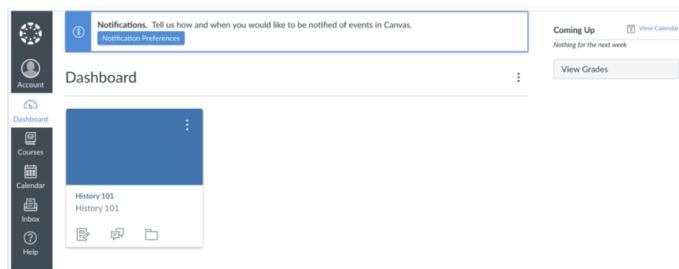 Notifications. Tell us how and when you would like to be notified of events in Canvas.
Notification Preferences
Coming Up
View Calendar
Nothing for the next week
View Grades
Account
Dashboard
Courses
Calendar
Inbox
Help
Dashboard
History 101
History 101